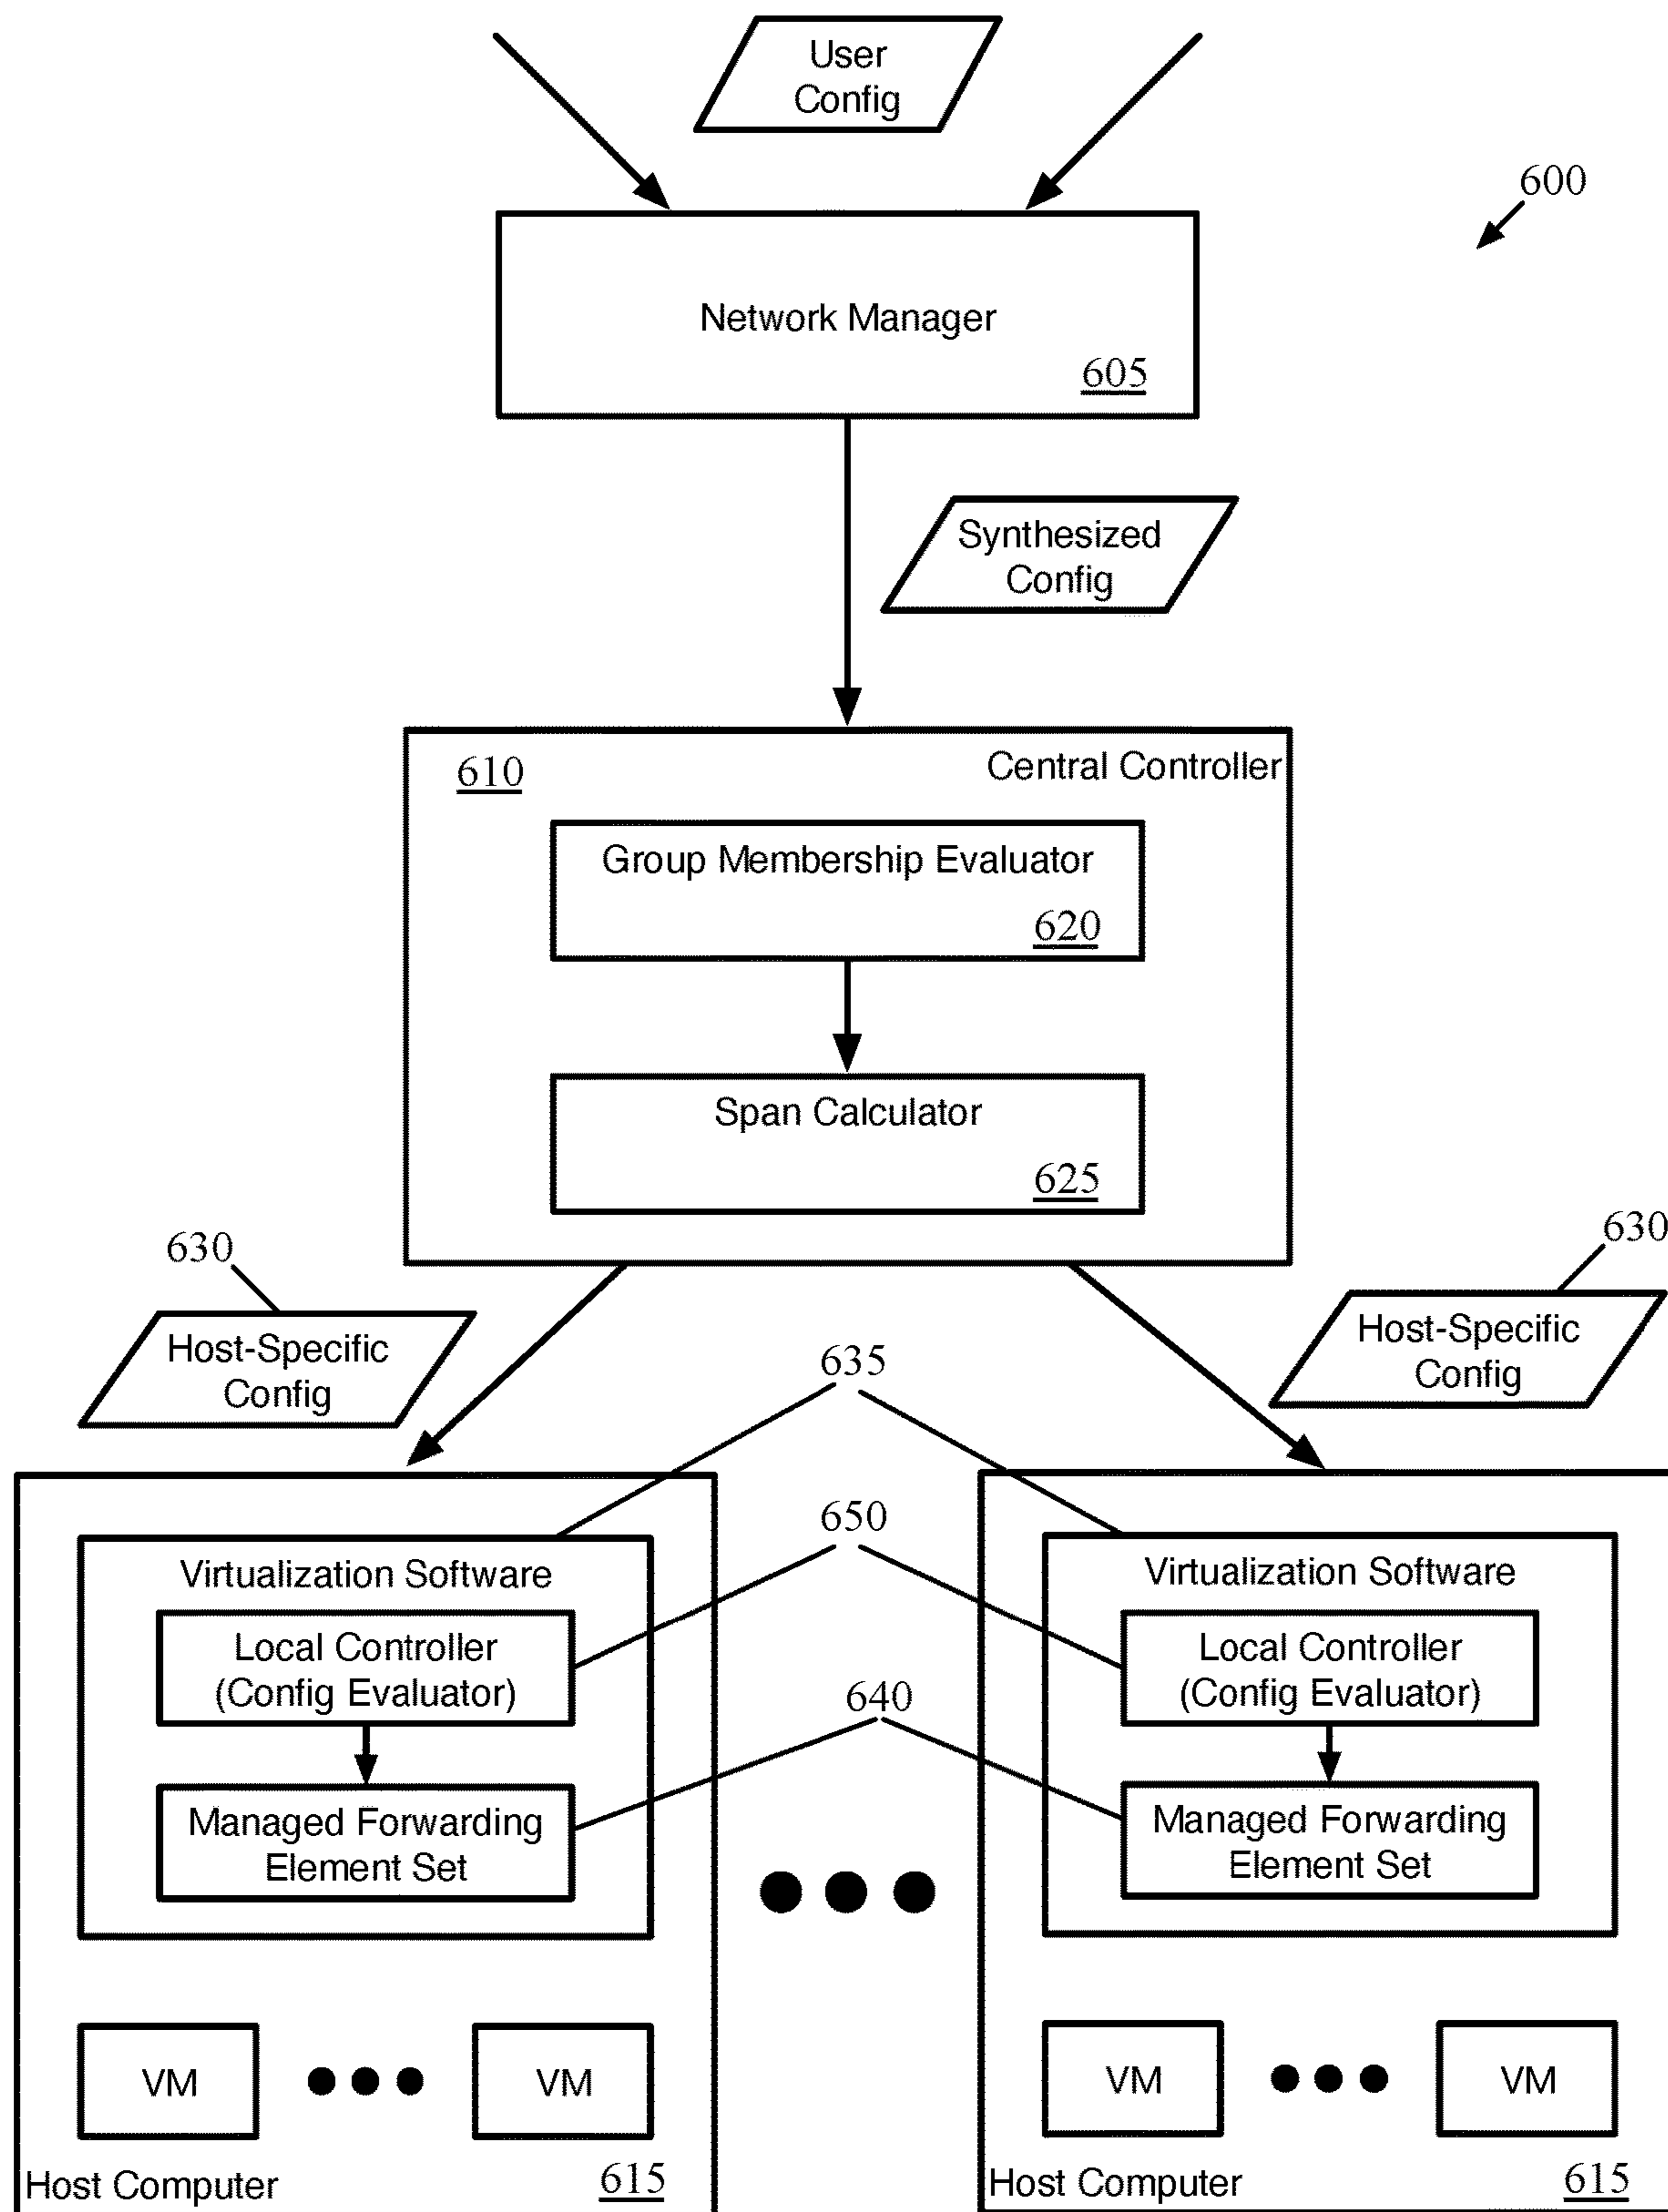 User
Config
600
Network Manager
605
Synthesized
Config
610
Central Controller
Group Membership Evaluator
620
Span Calculator
625
630
630
Host-Specific
Config
Host-Specific
Config
635
650
640
Virtualization Software
Local Controller
(Config Evaluator)
Managed Forwarding
Element Set
VM
VM
Host Computer
615
Virtualization Software
Local Controller
(Config Evaluator)
Managed Forwarding
Element Set
VM
VM
Host Computer
615